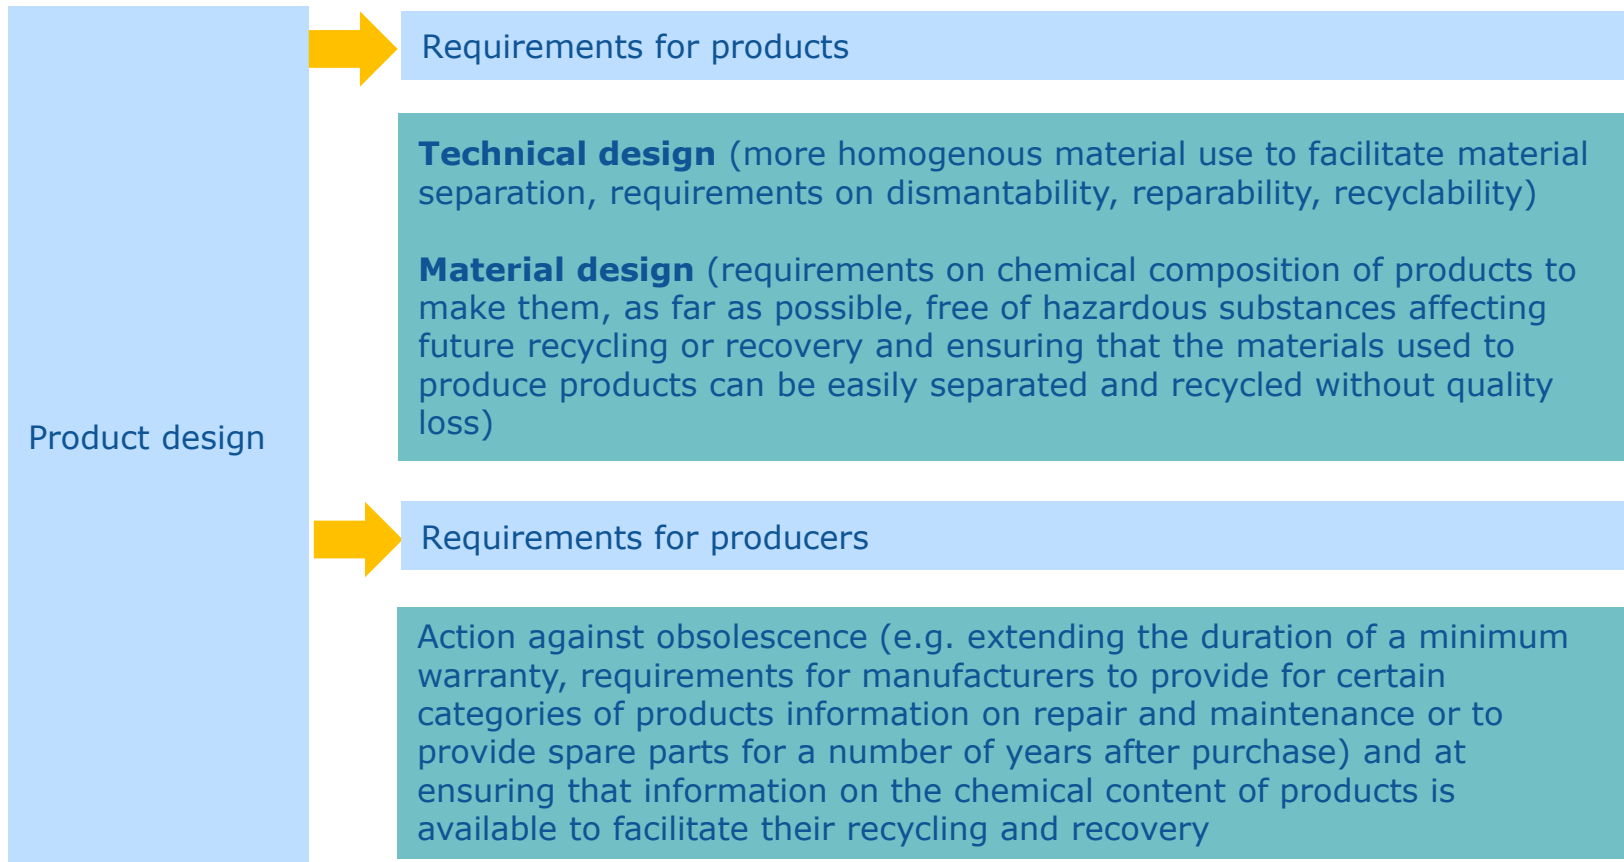 Product design
Requirements for products
Technical design (more homogenous material use to facilitate material
separation, requirements on dismantability, reparability, recyclability)
Material design (requirements on chemical composition of products to
make them, as far as possible, free of hazardous substances affecting
future recycling or recovery and ensuring that the materials used to
produce products can be easily separated and recycled without quality
loss)
Requirements for producers
Action against obsolescence (e.g. extending the duration of a minimum
warranty, requirements for manufacturers to provide for certain
categories of products information on repair and maintenance or to
provide spare parts for a number of years after purchase) and at
ensuring that information on the chemical content of products is
available to facilitate their recycling and recovery